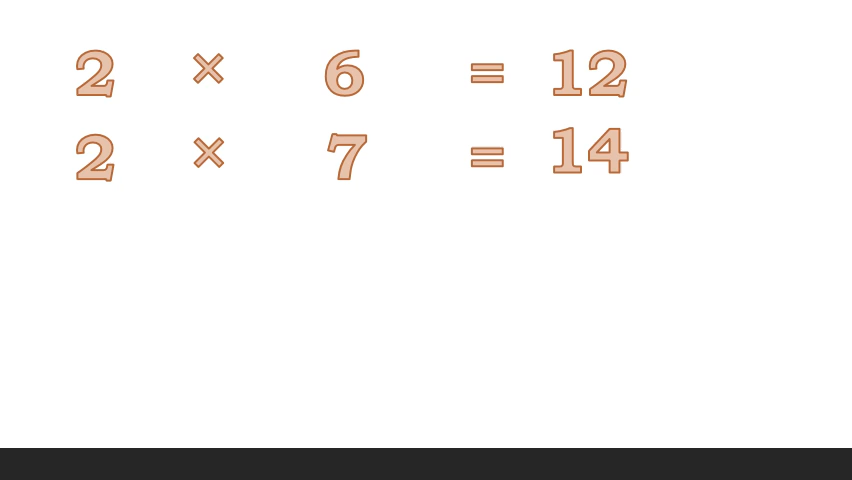 2 × 6 = 12
2 × 7 = 14